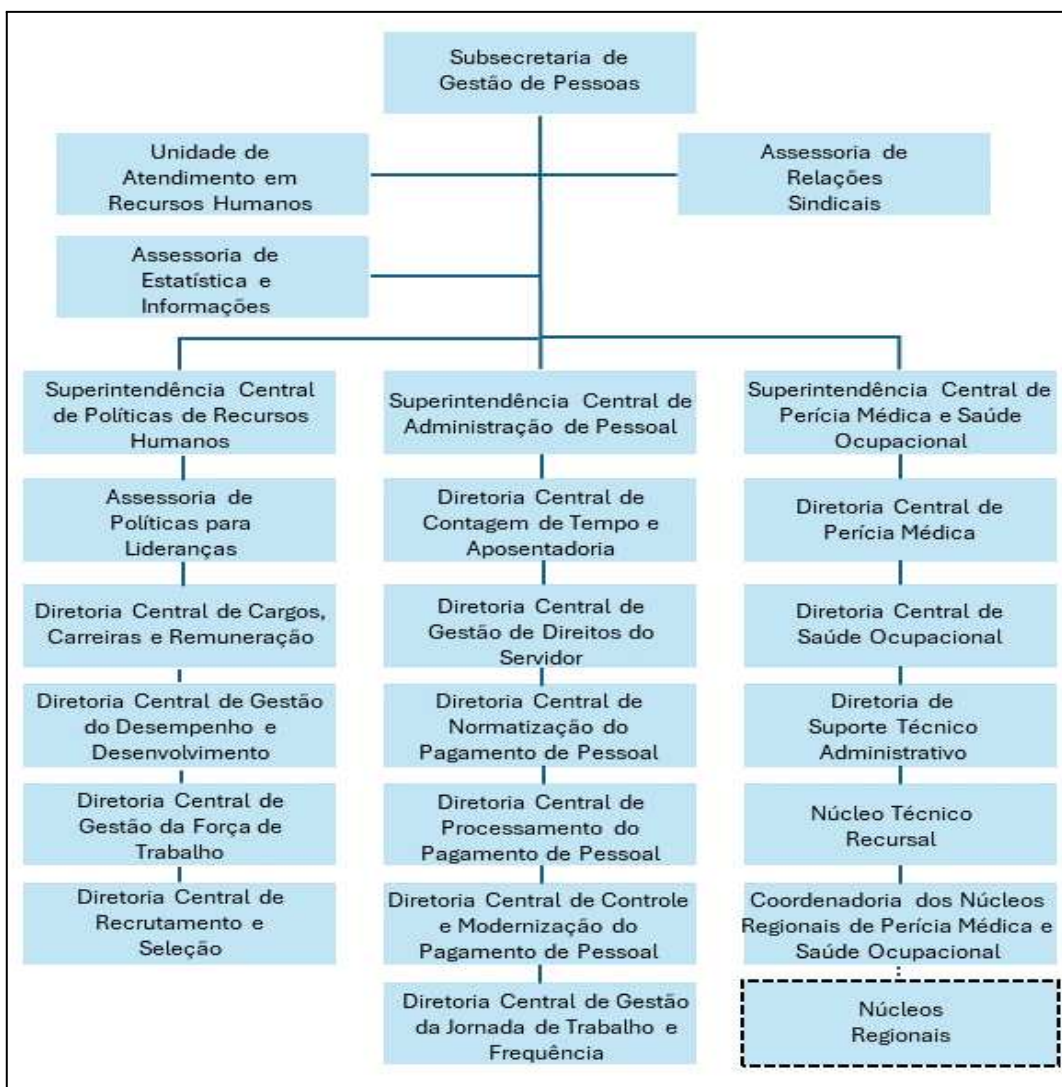 Subsecretaria de
Gestão de Pessoas
Unidade de
Atendimento em
Recursos Humanos
Assessoria de
Relações
Sindicais
Assessoria de
Estatística e
Informações
Superintendência Central
de Políticas de Recursos
Humanos
Assessoria de
Políticas para
Lideranças
Diretoria Central de Cargos,
Carreiras e Remuneração
Diretoria Central de Gestão
do Desempenho e
Desenvolvimento
Diretoria Central de
Gestão da Força de
Trabalho
Diretoria Central de
Recrutamento e
Seleção
Superintendência Central de
Administração de Pessoal
Diretoria Central de
Contagem de Tempo e
Aposentadoria
Diretoria Central de
Gestão de Direitos do
Servidor
Diretoria Central de
Normatização do
Pagamento de Pessoal
Diretoria Central de
Processamento do
Pagamento de Pessoal
Diretoria Central de Controle
e Modernização do
Pagamento de Pessoal
Diretoria Central de Gestão
da Jornada de Trabalho e
Frequência
Superintendência Central de
Perícia Médica e Saúde
Ocupacional
Diretoria Central de
Perícia Médica
Diretoria Central de
Saúde Ocupacional
Diretoria de
Suporte Técnico
Administrativo
Núcleo Técnico
Recursal
Coordenadoria dos Núcleos
Regionais de Perícia Médica e
Saúde Ocupacional
Núcleos
Regionais